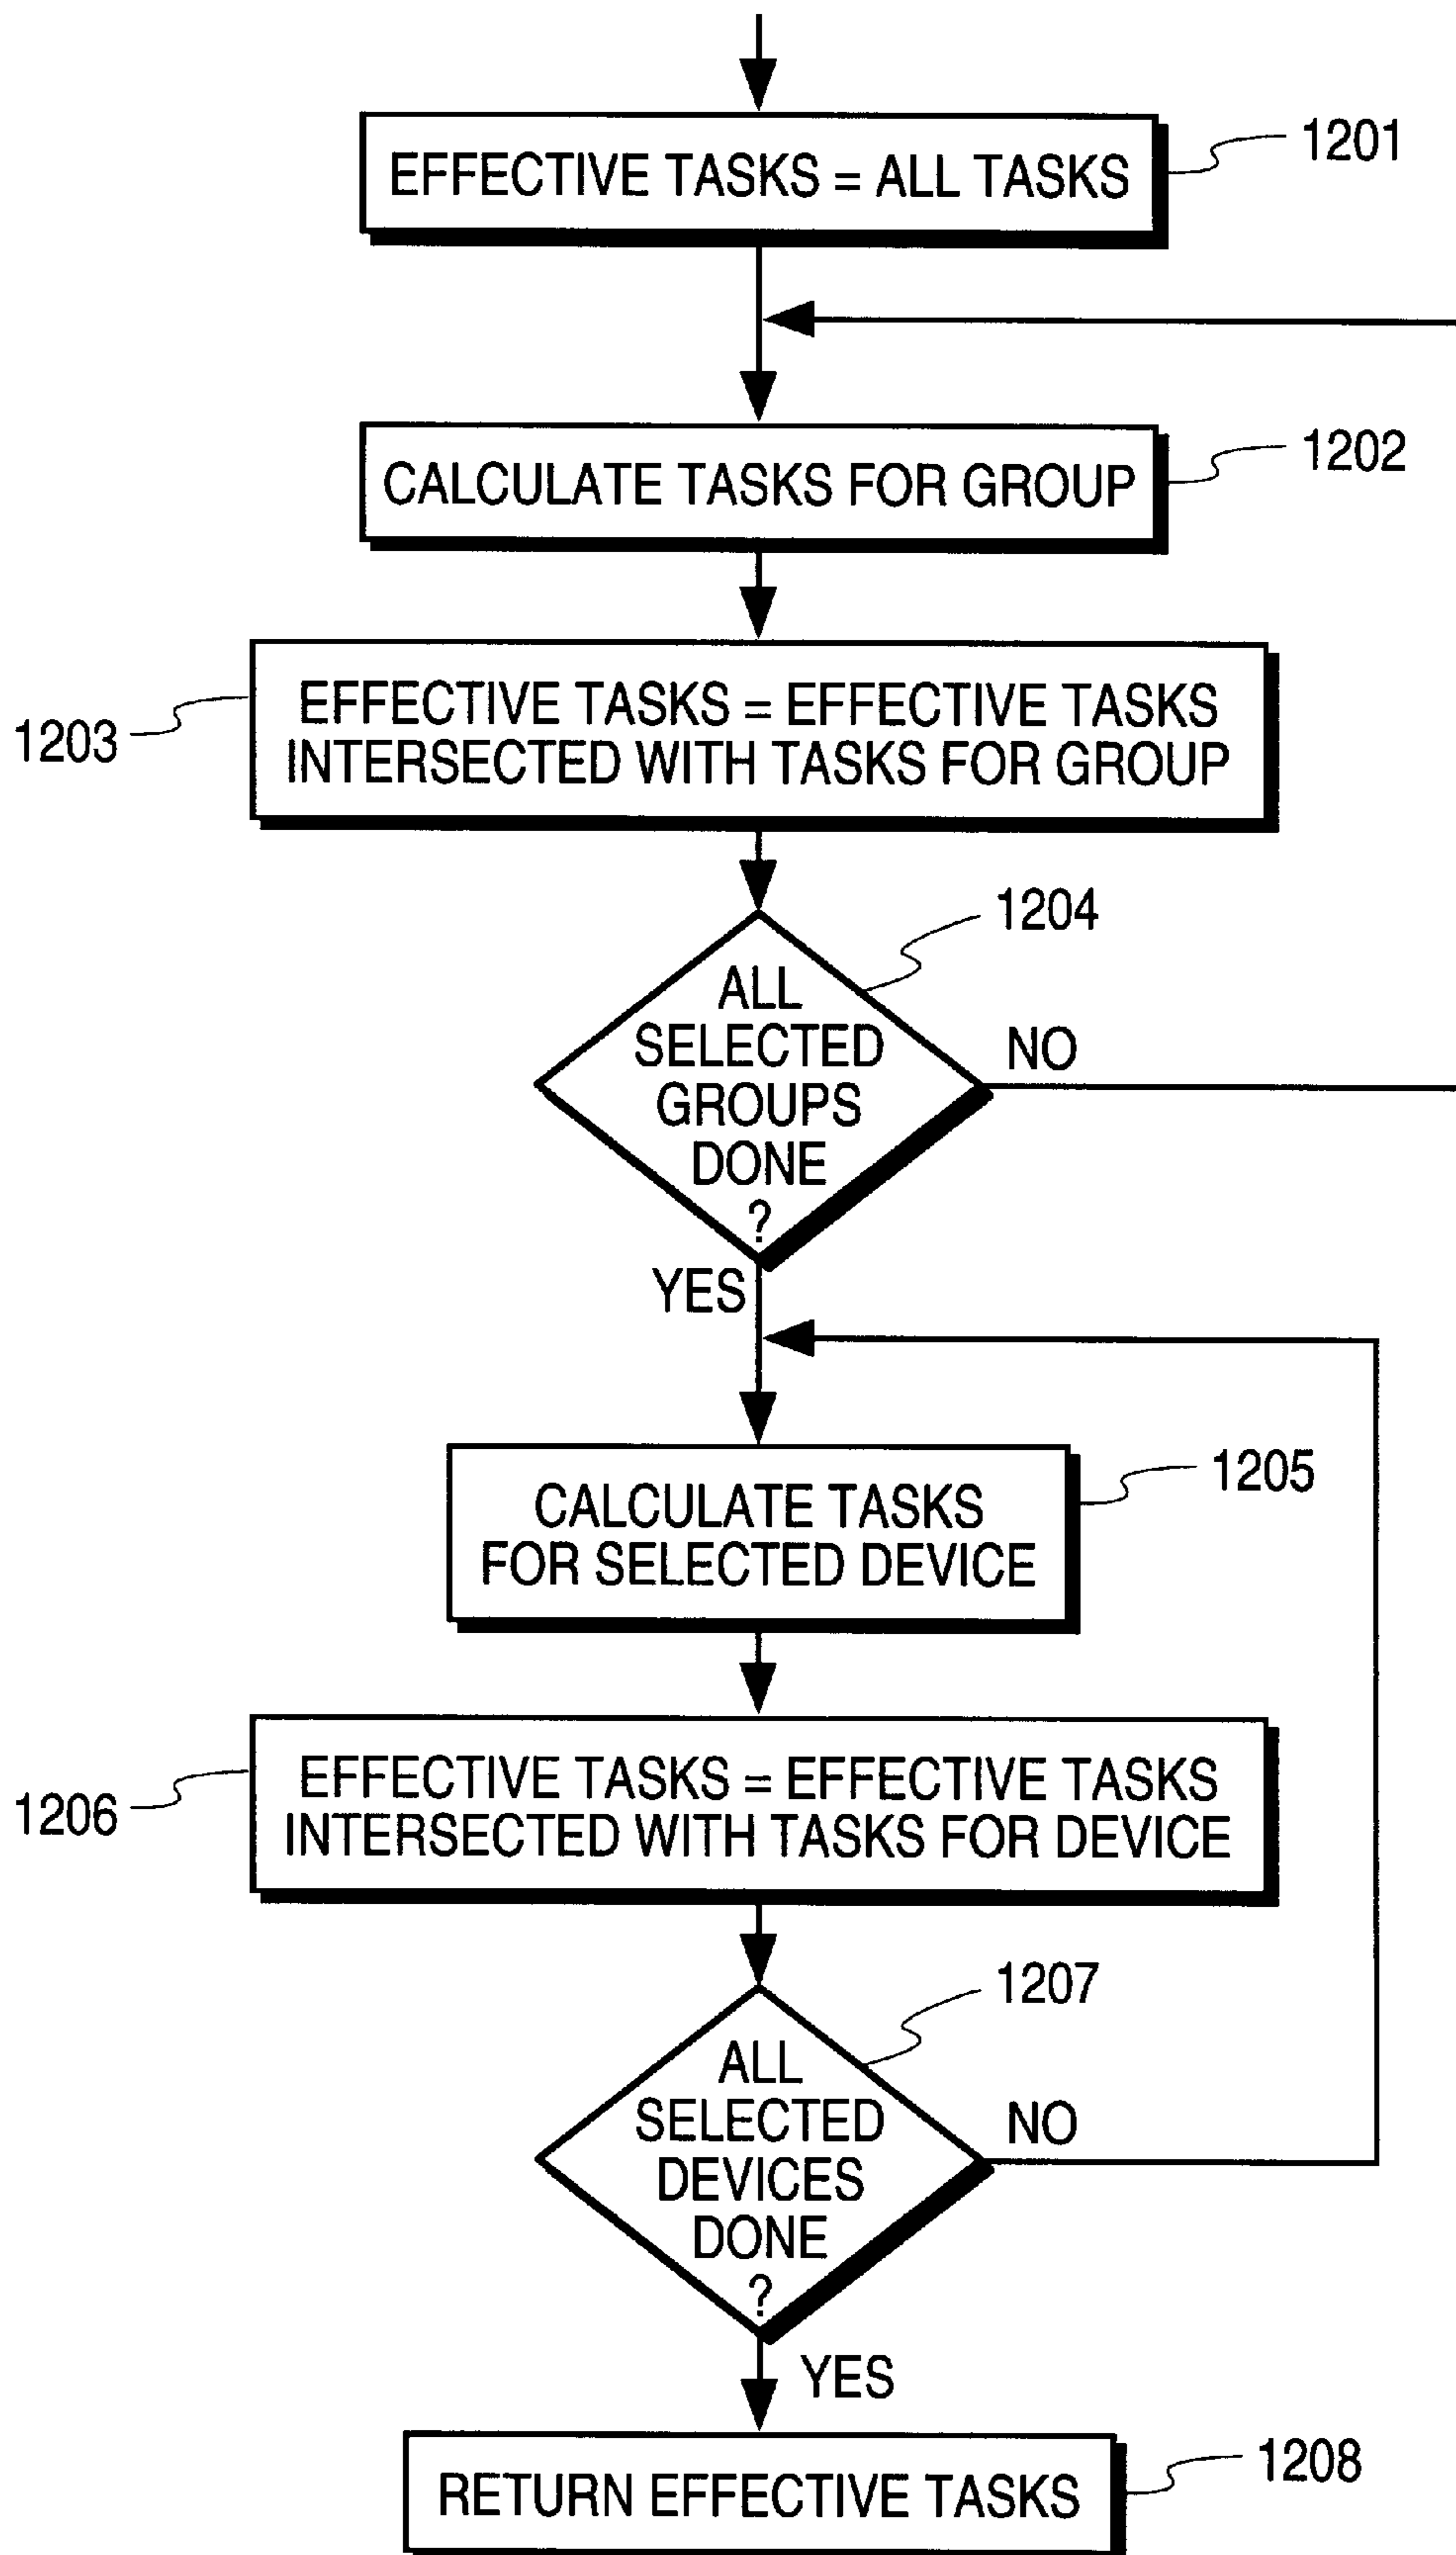 EFFECTIVE TASKS = ALL TASKS
1201
CALCULATE TASKS FOR GROUP
1202
EFFECTIVE TASKS = EFFECTIVE TASKS
INTERSECTED WITH TASKS FOR GROUP
1203
1204
ALL
SELECTED
GROUPS
DONE
?
NO
YES
CALCULATE TASKS
FOR SELECTED DEVICE
1205
EFFECTIVE TASKS = EFFECTIVE TASKS
INTERSECTED WITH TASKS FOR DEVICE
1206
1207
ALL
SELECTED
DEVICES
DONE
?
NO
YES
RETURN EFFECTIVE TASKS
1208